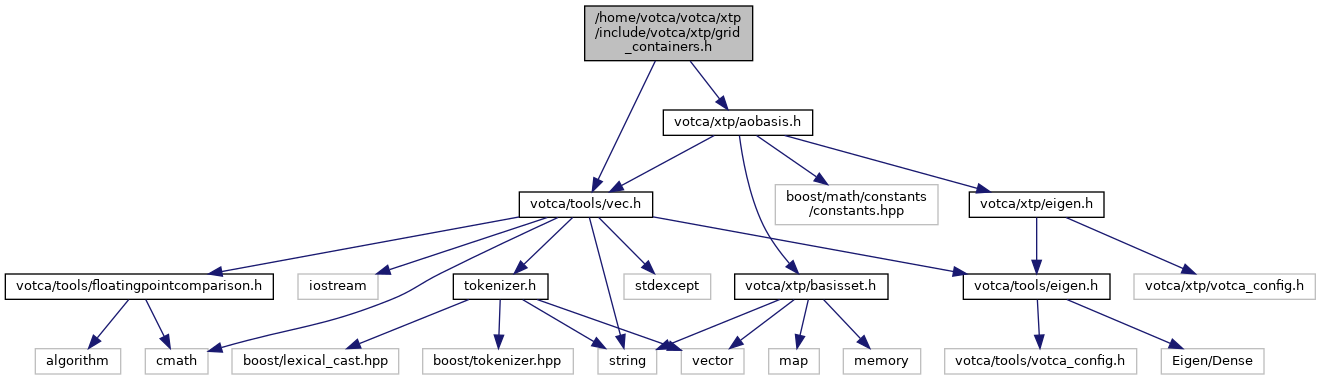 /home/votca/votca/xtp
/include/votca/xtp/grid
_containers.h
votca/xtp/aobasis.h
votca/tools/vec.h
boost/math/constants
/constants.hpp
votca/xtp/eigen.h
votca/tools/floatingpointcomparison.h
iostream
tokenizer.h
stdexcept
votca/xtp/basisset.h
votca/tools/eigen.h
votca/xtp/votca_config.h
algorithm
cmath
boost/lexical_cast.hpp
boost/tokenizer.hpp
string
vector
map
memory
votca/tools/votca_config.h
Eigen/Dense